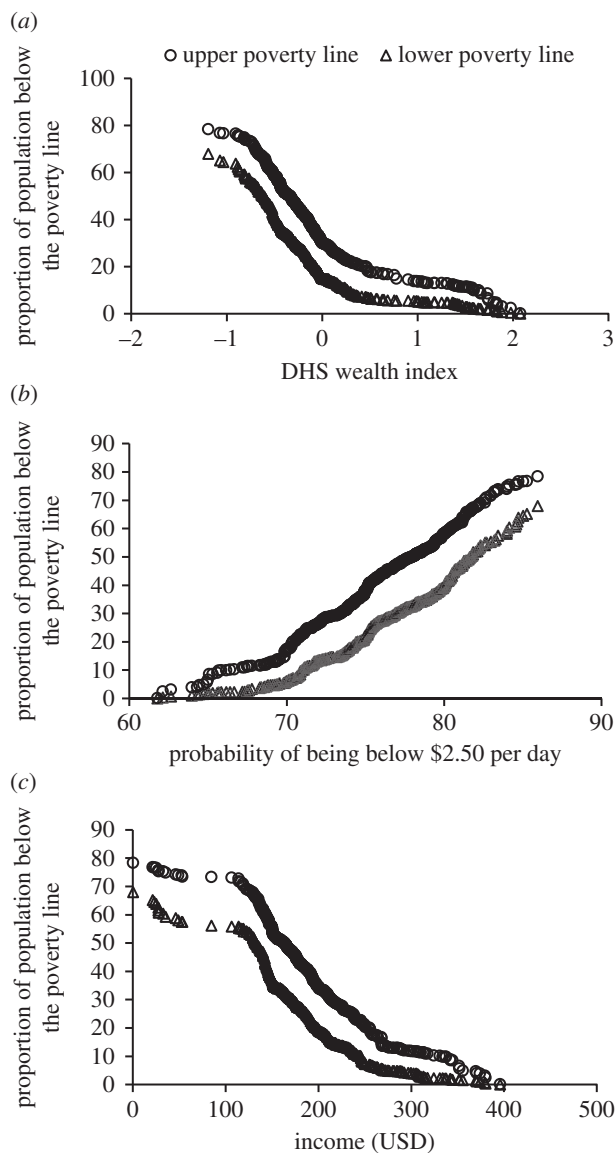 (a)
○ upper poverty line △ lower poverty line
proportion of population below
the poverty line
100
80
60
40
20
0
–2 –1 0 1 2 3
DHS wealth index
(b)
proportion of population below
the poverty line
90
80
70
60
50
40
30
20
10
0
60 70 80 90
probability of being below $2.50 per day
(c)
proportion of population below
the poverty line
90
80
70
60
50
40
30
20
10
0
0 100 200 300 400 500
income (USD)